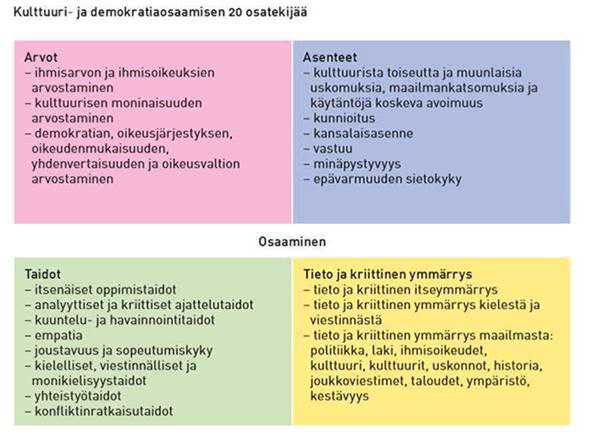 Kulttuuri- ja demokratiaosaamisen 20 osatekijää
Arvot
– ihmisarvon ja ihmisoikeuksien
arvostaminen
– kulttuurisen moninaisuuden
arvostaminen
– demokratian, oikeusjärjestyksen,
oikeudenmukaisuuden,
yhdenvertaisuuden ja oikeusvaltion
arvostaminen
Asenteet
– kulttuurista toiseutta ja muunlaisia
uskomuksia, maailmankatsomuksia ja
käytäntöjä koskeva avoimuus
– kunnioitus
– kansalaisasenne
– vastuu
– minäpystyvyys
– epävarmuuden sietokyky
Osaaminen
Taidot
– itsenäiset oppimistaidot
– analyyttiset ja kriittiset ajattelutaidot
– kuuntelu- ja havainnointitaidot
– empatia
– joustavuus ja sopeutumiskyky
– kielelliset, viestinnälliset ja
monikielisyystaidot
– yhteistyötaidot
– konfliktinratkaisutaidot
Tieto ja kriittinen ymmärrys
– tieto ja kriittinen itseymmärrys
– tieto ja kriittinen ymmärrys kielestä ja
viestinnästä
– tieto ja kriittinen ymmärrys maailmasta:
politiikka, laki, ihmisoikeudet,
kulttuuri, kulttuurit, uskonnot, historia,
joukkoviestimet, taloudet, ympäristö,
kestävyys